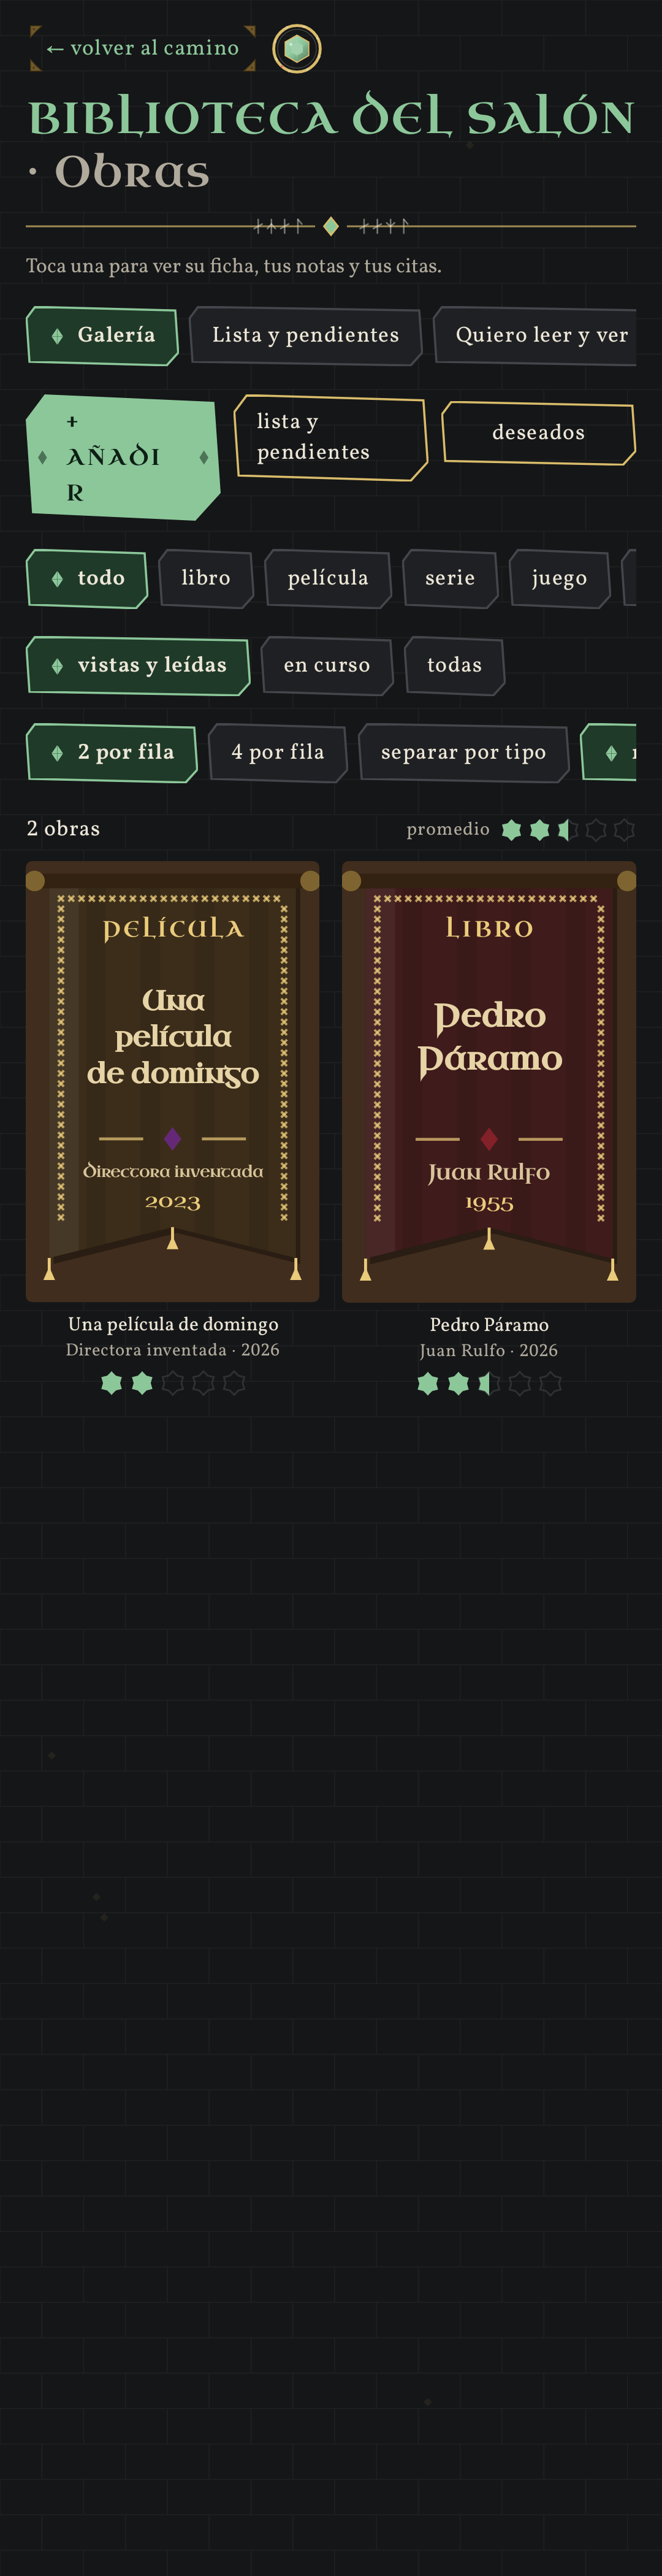 ← volver al camino
BIBLIOTECA DEL SALÓN
· Obras
Toca una para ver su ficha, tus notas y tus citas.
Galería Lista y pendientes Quiero leer y ver
+
AÑADI
R
lista y
pendientes
deseados
todo libro película serie juego
vistas y leídas en curso todas
2 por fila 4 por fila separar por tipo
2 obras promedio
PELÍCULA
Una
película
de domingo
Directora inventada
2023
LIBRO
Pedro
Páramo
Juan Rulfo
1955
Una película de domingo
Directora inventada · 2026
Pedro Páramo
Juan Rulfo · 2026